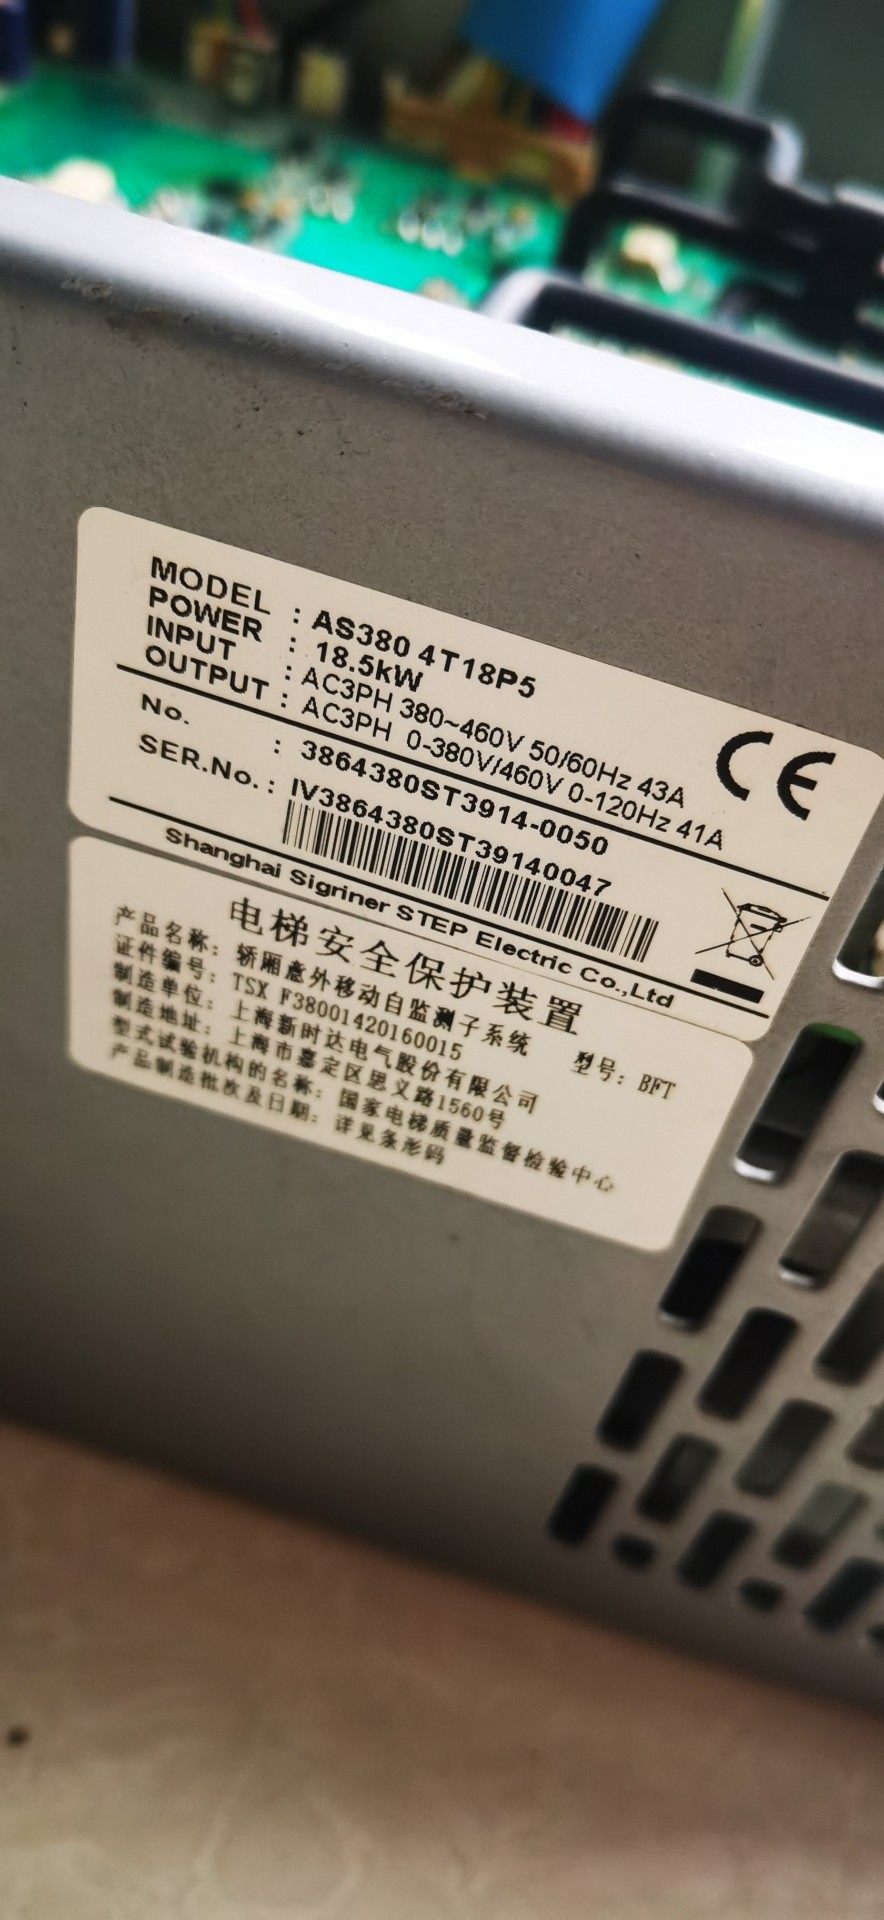 MODEL : AS380 4T18P5
POWER : 18.5kW
INPUT : AC3PH 380~460V 50/60Hz 43A
OUTPUT : AC3PH 0-380V/460V 0-120Hz 41A
No. : 3864380ST3914-0050
SER.No.: IV3864380ST39140047
Shanghai Sigriner STEP Electric Co.,Ltd
CE
电梯安全保护装置
产品名称: 轿厢意外移动自监测子系统 型号: BFT
证件编号: TSX F38001420160015
制造单位: 上海新时达电气股份有限公司
制造地址: 上海市嘉定区思义路1560号
型式试验机构的名称: 国家电梯质量监督检验中心
产品制造批次及日期: 详见条形码